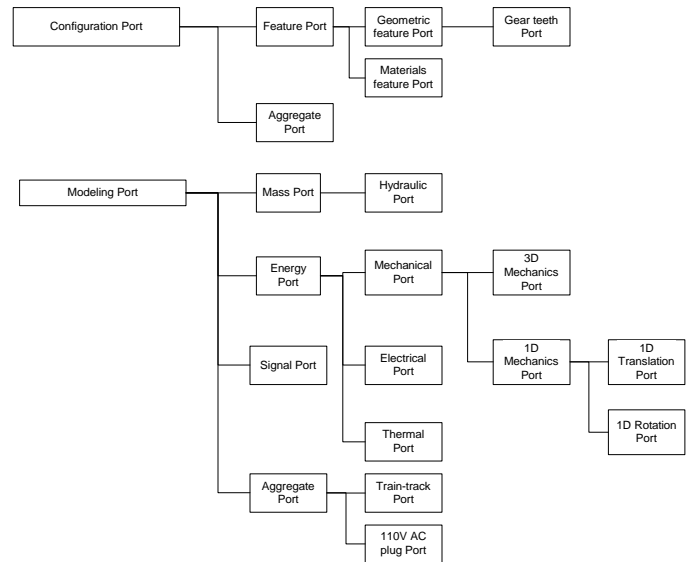 Configuration Port
Feature Port
Geometric
feature Port
Gear teeth
Port
Materials
feature Port
Aggregate
Port
Modeling Port
Mass Port
Hydraulic
Port
Energy
Port
Mechanical
Port
3D
Mechanics
Port
1D
Mechanics
Port
1D
Translation
Port
1D Rotation
Port
Electrical
Port
Thermal
Port
Signal Port
Aggregate
Port
Train-track
Port
110V AC
plug Port